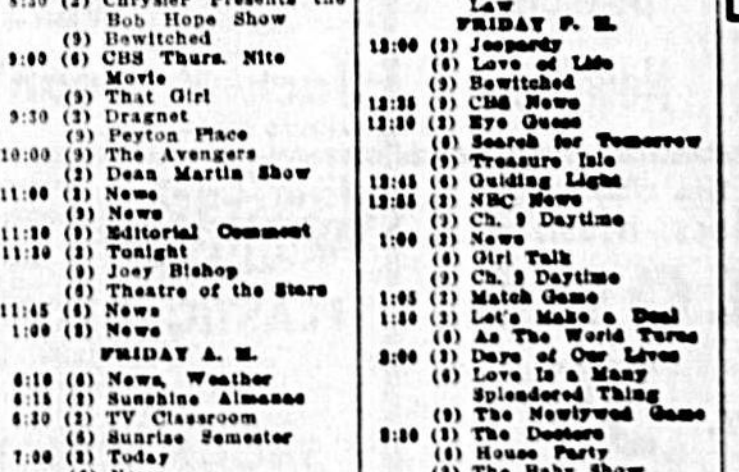 8:30 (2) Chrysler Presents the
Bob Hope Show
(9) Bewitched
9:00 (6) CBS Thurs. Nite
Movie
(9) That Girl
9:30 (2) Dragnet
(9) Peyton Place
10:00 (9) The Avengers
(2) Dean Martin Show
11:00 (2) News
(9) News
11:20 (9) Editorial Comment
11:30 (2) Tonight
(9) Joey Bishop
(6) Theatre of the Stars
11:45 (6) News
1:00 (2) News
FRIDAY A. M.
6:10 (6) News, Weather
6:15 (2) Sunshine Almanac
6:30 (2) TV Classroom
(6) Sunrise Semester
7:00 (2) Today
Law
FRIDAY P. M.
12:00 (2) Jeopardy
(6) Love of Life
(9) Bewitched
12:25 (6) CBS News
12:30 (2) Eye Guess
(6) Search for Tomorrow
(9) Treasure Isle
12:45 (6) Guiding Light
12:55 (2) NBC News
(9) Ch. 9 Daytime
1:00 (2) News
(6) Girl Talk
(9) Ch. 9 Daytime
1:05 (2) Match Game
1:30 (2) Let's Make a Deal
(6) As The World Turns
2:00 (2) Days of Our Lives
(6) Love Is a Many
Splendored Thing
(9) The Newlywed Game
2:30 (2) The Doctors
(6) House Party